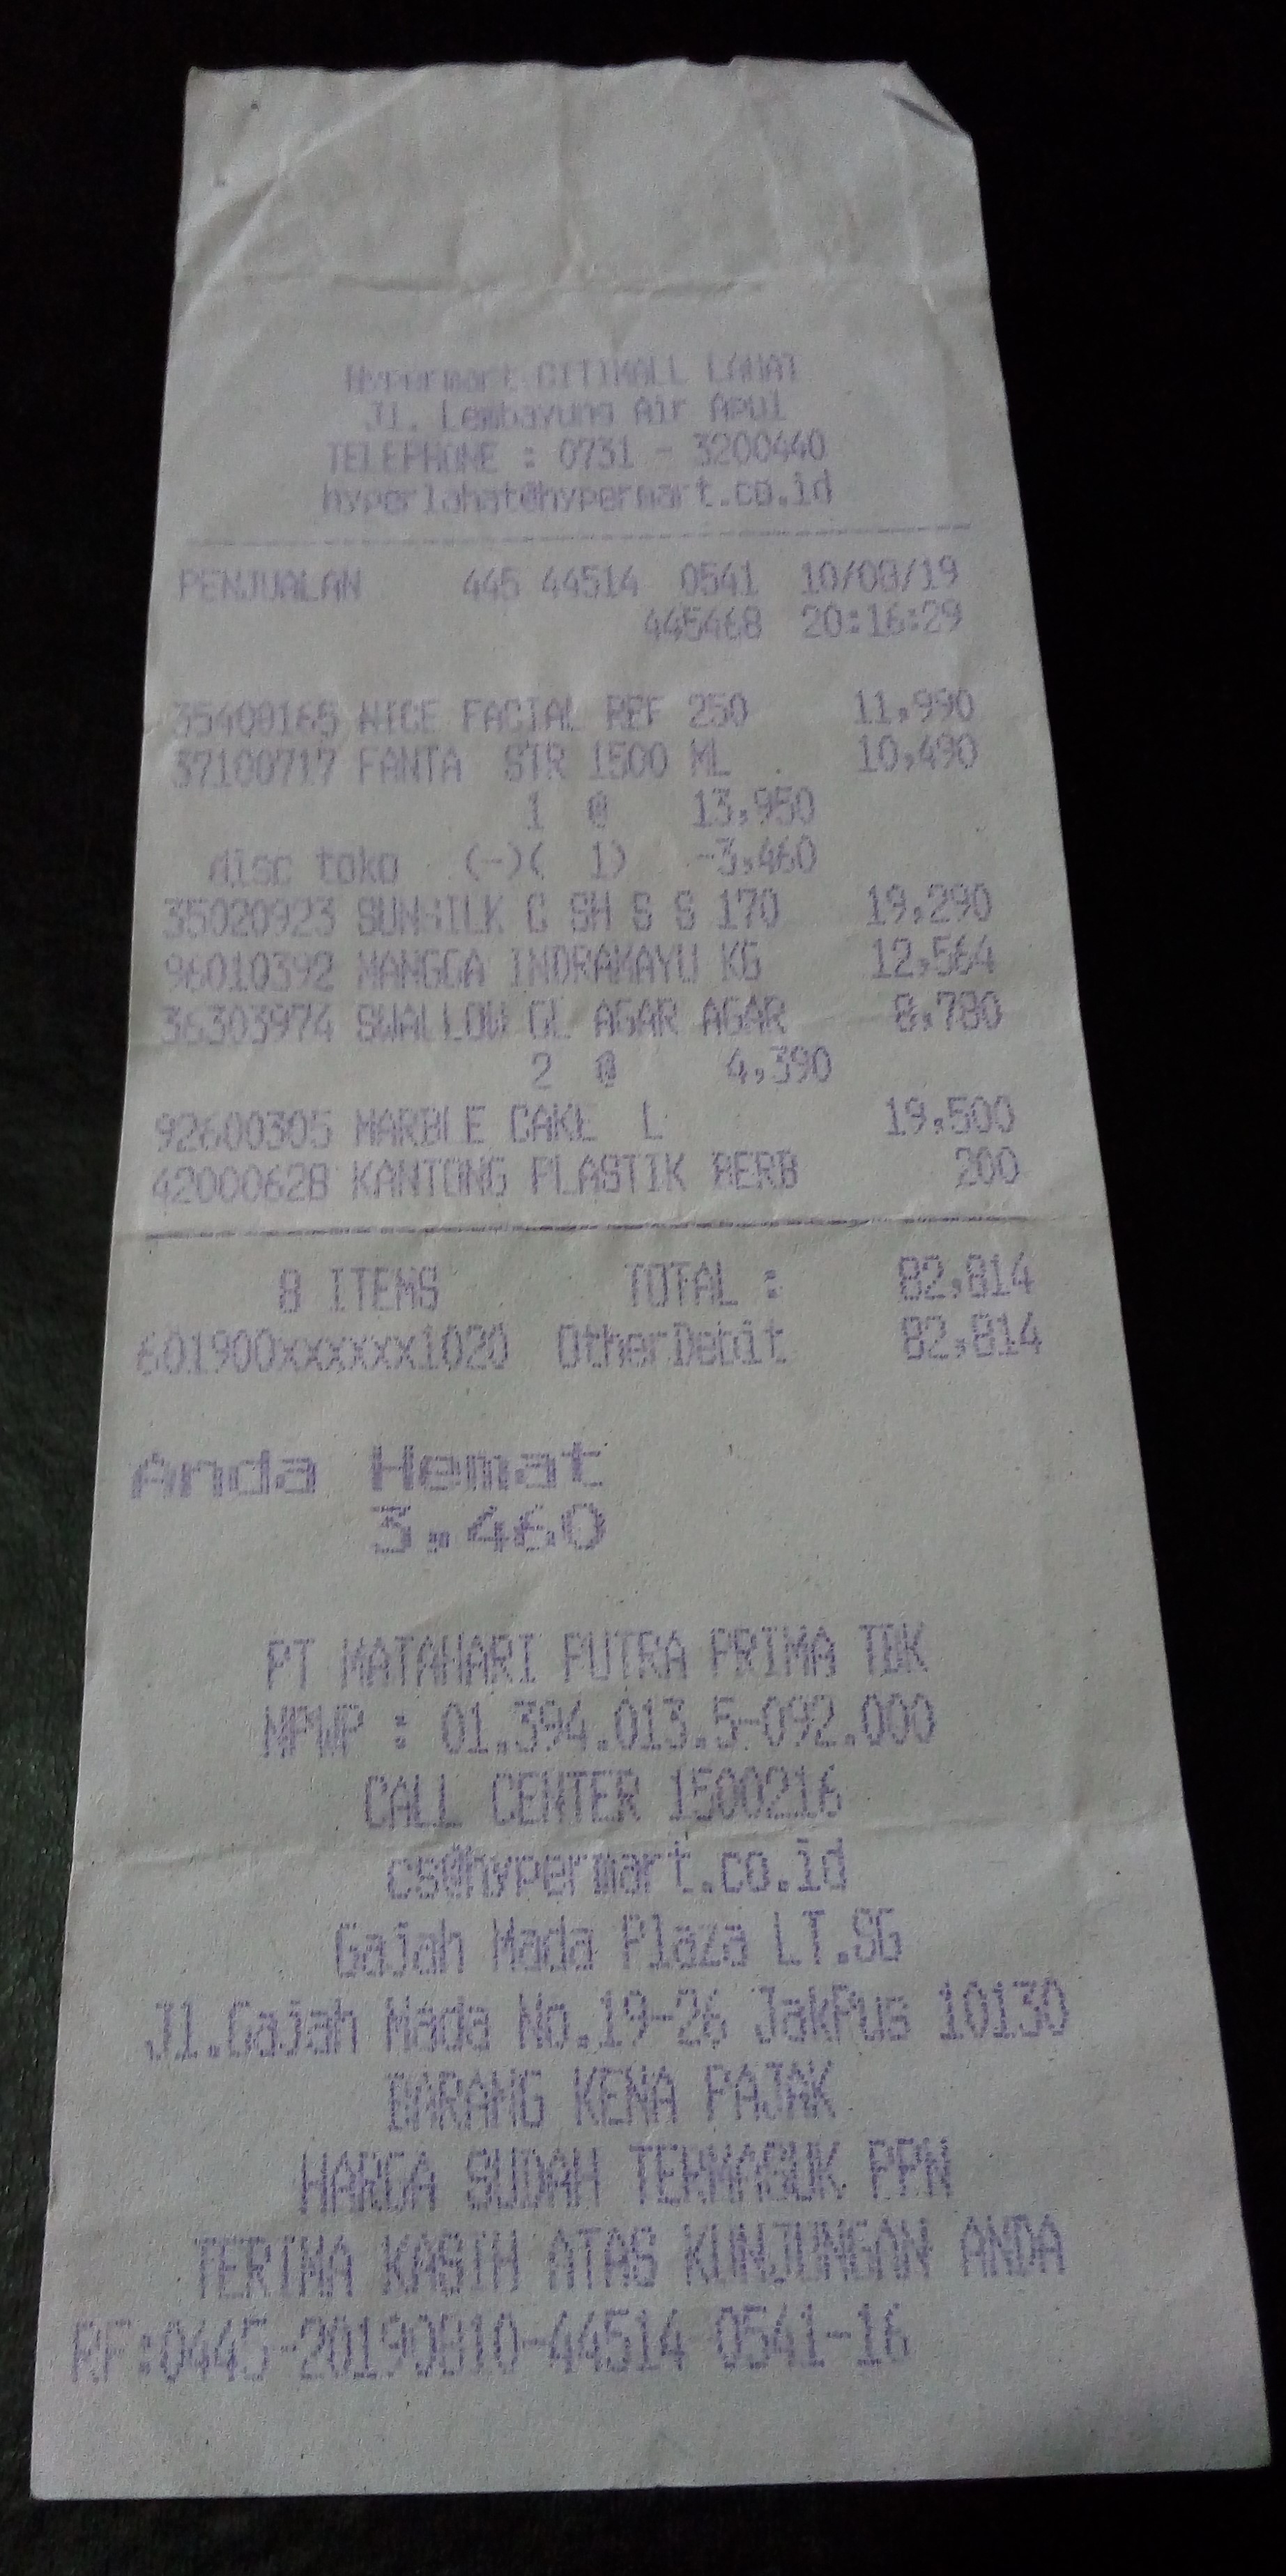 Hypermart CITIMALL LAHAT
Jl. Lembayung Air Apul
TELEPHONE : 0731 - 3200440
hyperlahat@hypermart.co.id
PENJUALAN 445 44514 0541 10/08/19
445468 20:16:29
35408165 NICE FACIAL REF 250 11,990
37100717 FANTA STR 1500 ML 10,490
1 @ 13,950
disc toko (-)( 1) -3,460
35020923 SUNSILK C SH S S 170 19,290
96010392 MANGGA INDRAMAYU KG 12,564
36303974 SWALLOW GL AGAR AGAR 8,780
2 @ 4,390
92600305 MARBLE CAKE L 19,500
42000628 KANTONG PLASTIK BERB 200
8 ITEMS TOTAL : 82,814
601900xxxxxx1020 OtherDebit 82,814
Anda Hemat
3,460
PT MATAHARI PUTRA PRIMA TBK
NPWP : 01.394.013.5-092.000
CALL CENTER 1500216
cs@hypermart.co.id
Gajah Mada Plaza LT.SG
Jl.Gajah Mada No.19-26 JakPus 10130
BARANG KENA PAJAK
HARGA SUDAH TERMASUK PPN
TERIMA KASIH ATAS KUNJUNGAN ANDA
RF:0445-20190810-44514-0541-16